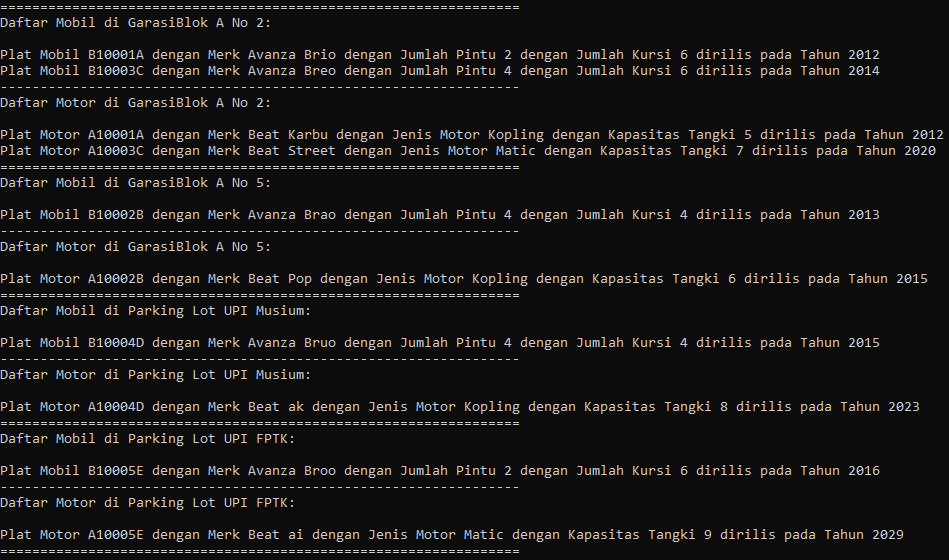 =================================================================
Daftar Mobil di GarasiBlok A No 2:
Plat Mobil B10001A dengan Merk Avanza Brio dengan Jumlah Pintu 2 dengan Jumlah Kursi 6 dirilis pada Tahun 2012
Plat Mobil B10003C dengan Merk Avanza Breo dengan Jumlah Pintu 4 dengan Jumlah Kursi 6 dirilis pada Tahun 2014
-----------------------------------------------------------------
Daftar Motor di GarasiBlok A No 2:
Plat Motor A10001A dengan Merk Beat Karbu dengan Jenis Motor Kopling dengan Kapasitas Tangki 5 dirilis pada Tahun 2012
Plat Motor A10003C dengan Merk Beat Street dengan Jenis Motor Matic dengan Kapasitas Tangki 7 dirilis pada Tahun 2020
=================================================================
Daftar Mobil di GarasiBlok A No 5:
Plat Mobil B10002B dengan Merk Avanza Brao dengan Jumlah Pintu 4 dengan Jumlah Kursi 4 dirilis pada Tahun 2013
-----------------------------------------------------------------
Daftar Motor di GarasiBlok A No 5:
Plat Motor A10002B dengan Merk Beat Pop dengan Jenis Motor Kopling dengan Kapasitas Tangki 6 dirilis pada Tahun 2015
=================================================================
Daftar Mobil di Parking Lot UPI Musium:
Plat Mobil B10004D dengan Merk Avanza Bruo dengan Jumlah Pintu 4 dengan Jumlah Kursi 4 dirilis pada Tahun 2015
-----------------------------------------------------------------
Daftar Motor di Parking Lot UPI Musium:
Plat Motor A10004D dengan Merk Beat ak dengan Jenis Motor Kopling dengan Kapasitas Tangki 8 dirilis pada Tahun 2023
=================================================================
Daftar Mobil di Parking Lot UPI FPTK:
Plat Mobil B10005E dengan Merk Avanza Broo dengan Jumlah Pintu 2 dengan Jumlah Kursi 6 dirilis pada Tahun 2016
-----------------------------------------------------------------
Daftar Motor di Parking Lot UPI FPTK:
Plat Motor A10005E dengan Merk Beat ai dengan Jenis Motor Matic dengan Kapasitas Tangki 9 dirilis pada Tahun 2029
=================================================================